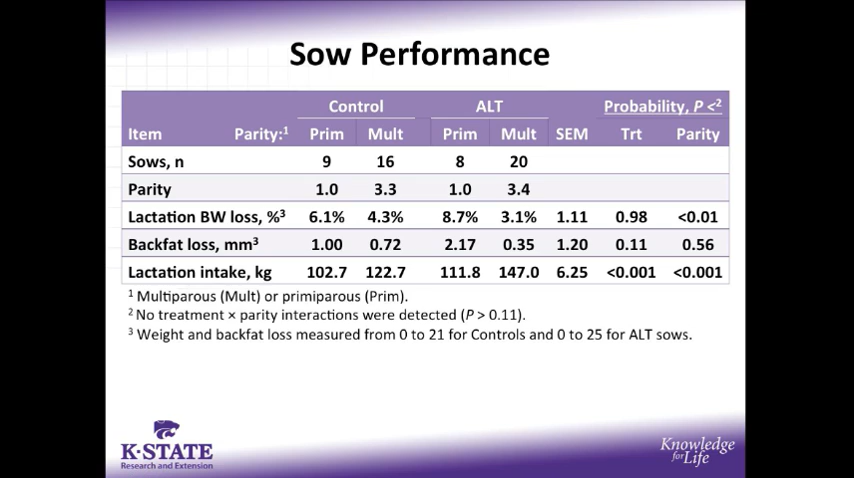 Sow Performance
Control ALT Probability, P <²
Item Parity:¹ Prim Mult Prim Mult SEM Trt Parity
Sows, n 9 16 8 20
Parity 1.0 3.3 1.0 3.4
Lactation BW loss, %³ 6.1% 4.3% 8.7% 3.1% 1.11 0.98 <0.01
Backfat loss, mm³ 1.00 0.72 2.17 0.35 1.20 0.11 0.56
Lactation intake, kg 102.7 122.7 111.8 147.0 6.25 <0.001 <0.001
¹ Multiparous (Mult) or primiparous (Prim).
² No treatment × parity interactions were detected (P > 0.11).
³ Weight and backfat loss measured from 0 to 21 for Controls and 0 to 25 for ALT sows.
K-STATE
Research and Extension
Knowledge
for Life